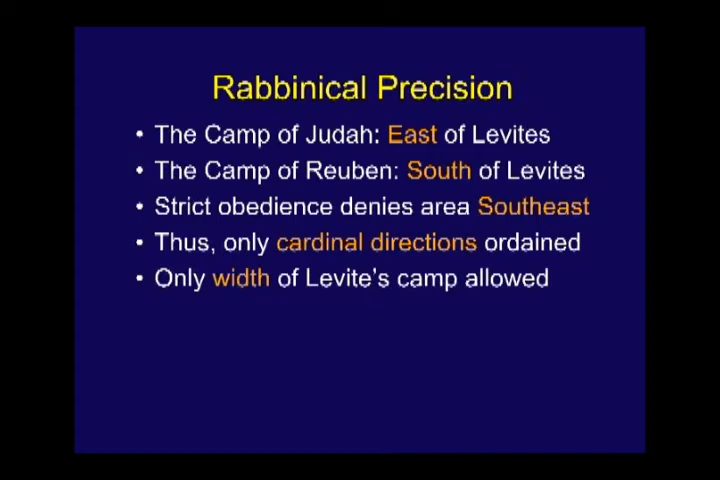 Rabbinical Precision
• The Camp of Judah: East of Levites
• The Camp of Reuben: South of Levites
• Strict obedience denies area Southeast
• Thus, only cardinal directions ordained
• Only width of Levite's camp allowed